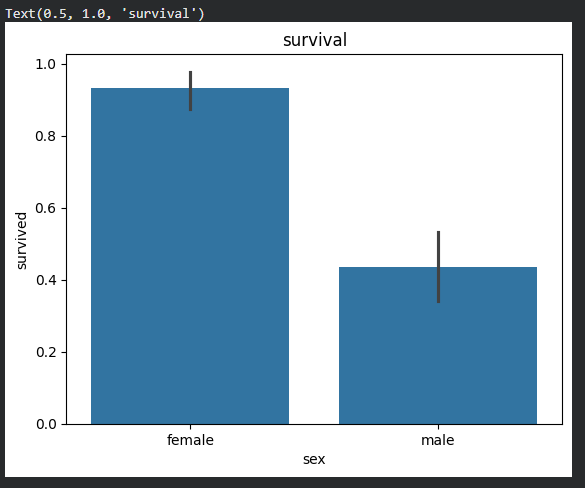 Text(0.5, 1.0, 'survival')
survival
1.0
0.8
0.6
0.4
0.2
0.0
survived
female male
sex